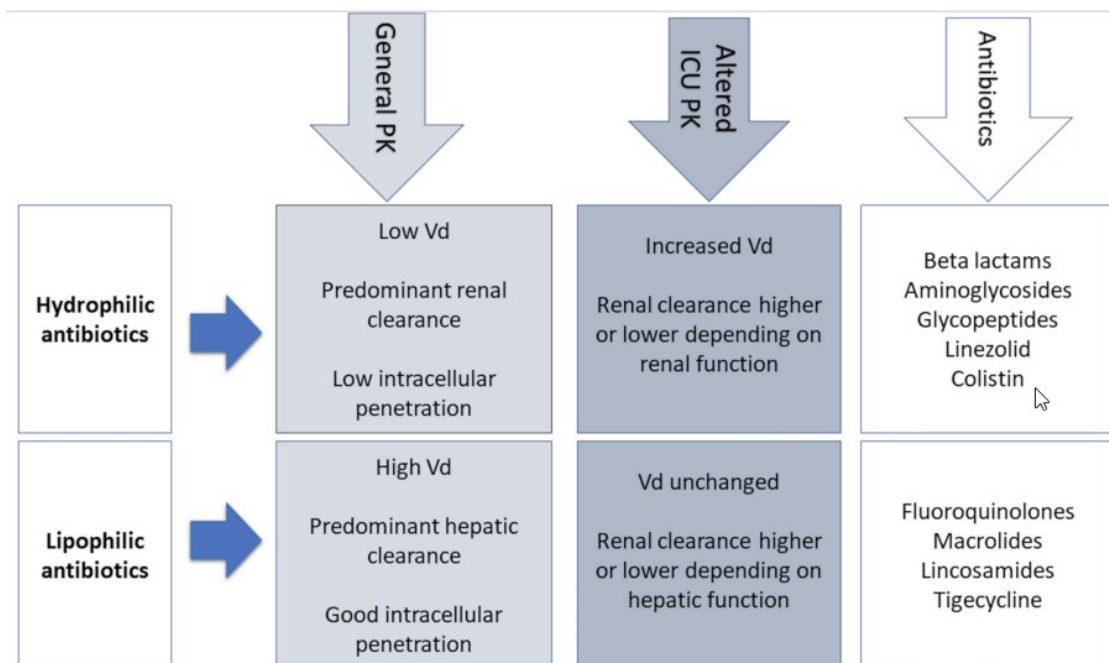 General PK
Altered
ICU PK
Antibiotics
Hydrophilic
antibiotics
Low Vd
Predominant renal
clearance
Low intracellular
penetration
Increased Vd
Renal clearance higher
or lower depending on
renal function
Beta lactams
Aminoglycosides
Glycopeptides
Linezolid
Colistin
Lipophilic
antibiotics
High Vd
Predominant hepatic
clearance
Good intracellular
penetration
Vd unchanged
Renal clearance higher
or lower depending on
hepatic function
Fluoroquinolones
Macrolides
Lincosamides
Tigecycline